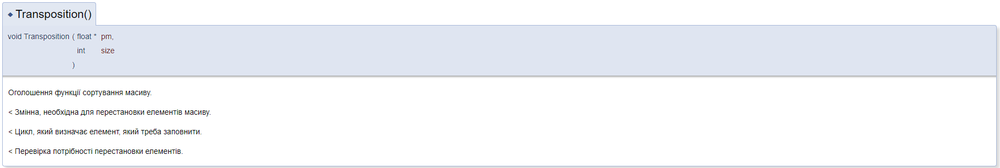 Transposition()
void Transposition ( float * pm,
int size
)
Оголошення функції сортування масиву.
< Змінна, необхідна для перестановки елементів масиву.
< Цикл, який визначає елемент, який треба заповнити.
< Перевірка потрібності перестановки елементів.